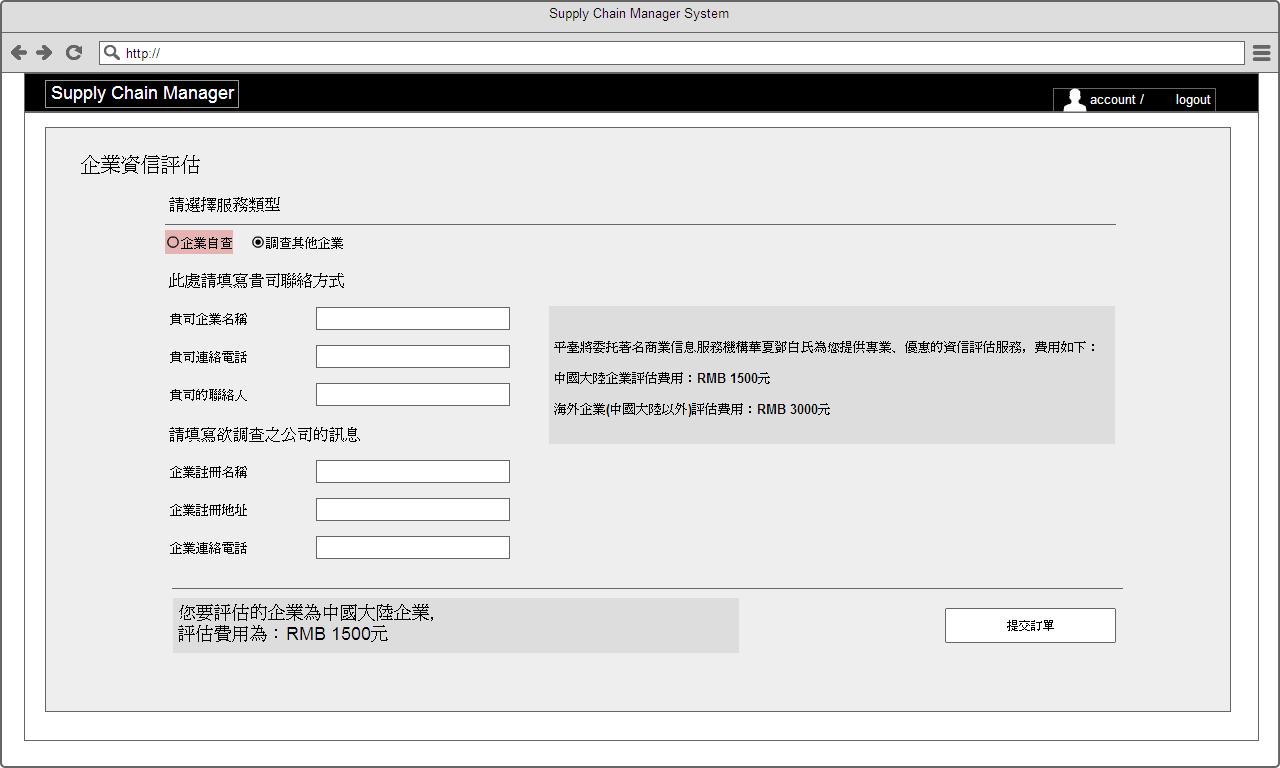 Supply Chain Manager System
http://
Supply Chain Manager
account /
logout
企業資信評估
請選擇服務類型
企業自查
調查其他企業
此處請填寫貴司聯絡方式
貴司企業名稱
貴司連絡電話
貴司的聯絡人
平臺將委托著名商業信息服務機構華夏鄧白氏為您提供專業、優惠的資信評估服務，費用如下：
中國大陸企業評估費用：RMB 1500元
海外企業(中國大陸以外)評估費用：RMB 3000元
請填寫欲調查之公司的訊息
企業註冊名稱
企業註冊地址
企業連絡電話
您要評估的企業為中國大陸企業,
評估費用為：RMB 1500元
提交訂單